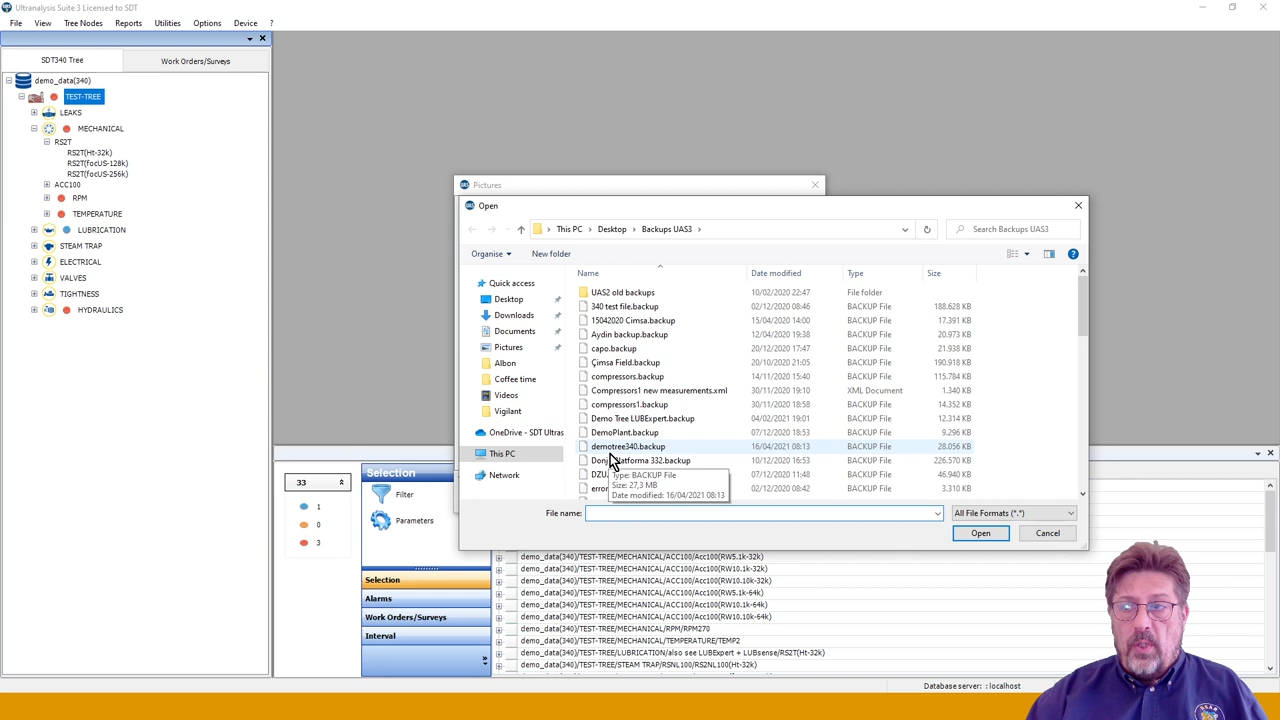 Ultranalysis Suite 3 Licensed to SDT
File View Tree Nodes Reports Utilities Options Device ?
SDT340 Tree
Work Orders/Surveys
demo_data(340)
TEST-TREE
LEAKS
MECHANICAL
RS2T
RS2T(Ht-32k)
RS2T(focUS-128k)
RS2T(focUS-256k)
ACC100
RPM
TEMPERATURE
LUBRICATION
STEAM TRAP
ELECTRICAL
VALVES
TIGHTNESS
HYDRAULICS
UAS Pictures
UAS Open
This PC > Desktop > Backups UAS3 >
Search Backups UAS3
Organise New folder
Quick access
Desktop
Downloads
Documents
Pictures
Albon
Coffee time
Videos
Vigilant
OneDrive - SDT Ultras
This PC
Network
Name Date modified Type Size
UAS2 old backups 10/02/2020 22:47 File folder
340 test file.backup 02/12/2020 08:46 BACKUP File 188.628 KB
15042020 Cimsa.backup 15/04/2020 14:00 BACKUP File 17.391 KB
Aydin backup.backup 12/04/2020 19:38 BACKUP File 20.973 KB
capo.backup 20/12/2020 17:47 BACKUP File 21.938 KB
Çimsa Field.backup 20/10/2020 21:05 BACKUP File 190.918 KB
compressors.backup 14/11/2020 15:40 BACKUP File 115.784 KB
Compressors1 new measurements.xml 30/11/2020 19:10 XML Document 1.340 KB
compressors1.backup 30/11/2020 18:58 BACKUP File 14.352 KB
Demo Tree LUBExpert.backup 04/02/2021 19:01 BACKUP File 12.314 KB
DemoPlant.backup 07/12/2020 18:53 BACKUP File 9.296 KB
demotree340.backup 16/04/2021 08:13 BACKUP File 28.056 KB
Donj latforma 332.backup 10/12/2020 16:53 BACKUP File 226.570 KB
DZU 07/12/2020 11:48 BACKUP File 46.940 KB
error 02/12/2020 08:42 BACKUP File 3.310 KB
Type: BACKUP File
Size: 27,3 MB
Date modified: 16/04/2021 08:13
File name:
All File Formats (*.*)
Open Cancel
33
1
0
3
Selection
Filter
Parameters
Selection
Alarms
Work Orders/Surveys
Interval
demo_data(340)/TEST-TREE/MECHANICAL/ACC100/Acc100(RW5.1k-32k)
demo_data(340)/TEST-TREE/MECHANICAL/ACC100/Acc100(RW10.1k-32k)
demo_data(340)/TEST-TREE/MECHANICAL/ACC100/Acc100(RW10.10k-32k)
demo_data(340)/TEST-TREE/MECHANICAL/ACC100/Acc100(RW5.1k-64k)
demo_data(340)/TEST-TREE/MECHANICAL/ACC100/Acc100(RW10.1k-64k)
demo_data(340)/TEST-TREE/MECHANICAL/ACC100/Acc100(RW10.10k-64k)
demo_data(340)/TEST-TREE/MECHANICAL/RPM/RPM270
demo_data(340)/TEST-TREE/MECHANICAL/TEMPERATURE/TEMP2
demo_data(340)/TEST-TREE/LUBRICATION/also see LUBExpert + LUBsense/RS2T(Ht-32k)
demo_data(340)/TEST-TREE/STEAM TRAP/RSNL100/RS2NL100(Ht-32k)
Database server: : localhost